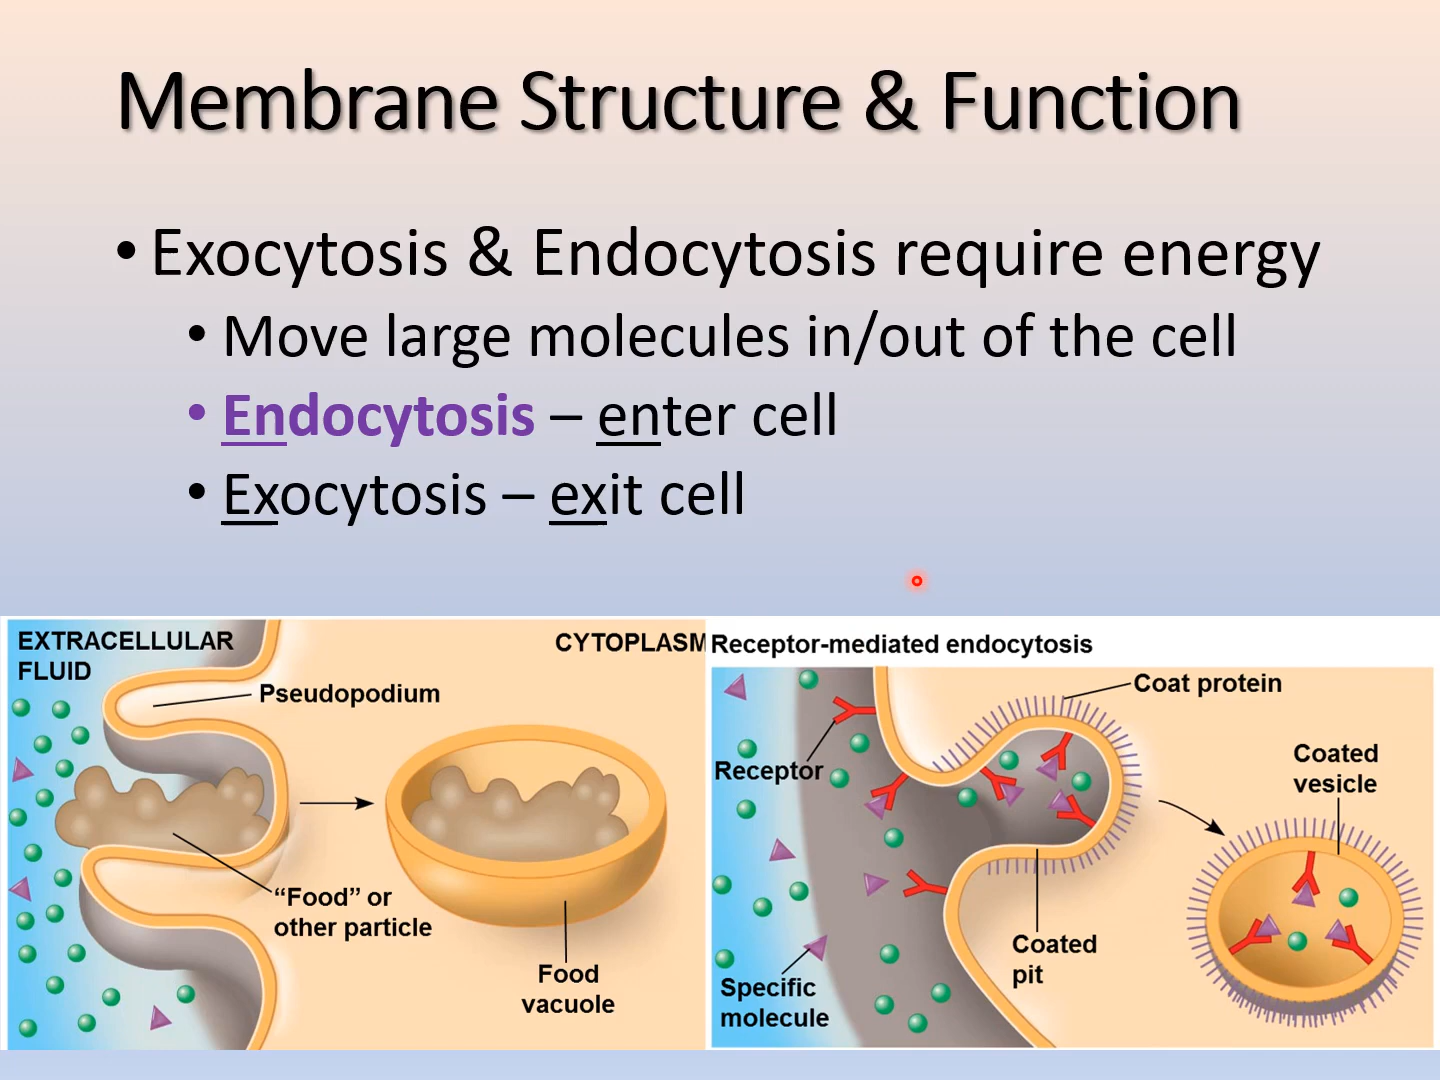 Membrane Structure & Function
• Exocytosis & Endocytosis require energy
• Move large molecules in/out of the cell
• Endocytosis – enter cell
• Exocytosis – exit cell
EXTRACELLULAR
FLUID
CYTOPLASM
Pseudopodium
“Food” or
other particle
Food
vacuole
Receptor-mediated endocytosis
Coat protein
Receptor
Coated
vesicle
Coated
pit
Specific
molecule